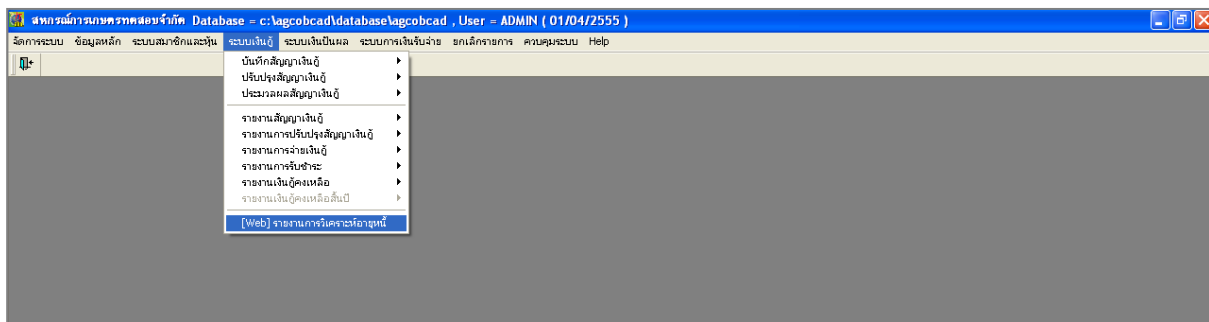 สหกรณ์การเกษตรทดสอบจำกัด Database = c:\agcobcad\database\agcobcad , User = ADMIN ( 01/04/2555 )
จัดการระบบ ข้อมูลหลัก ระบบสมาชิกและหุ้น ระบบเงินกู้ ระบบเงินปันผล ระบบการเงินรับจ่าย ยกเลิกรายการ ควบคุมระบบ Help
บันทึกสัญญาเงินกู้
ปรับปรุงสัญญาเงินกู้
ประมวลผลสัญญาเงินกู้
รายงานสัญญาเงินกู้
รายงานการปรับปรุงสัญญาเงินกู้
รายงานการจ่ายเงินกู้
รายงานการรับชำระ
รายงานเงินกู้คงเหลือ
รายงานเงินกู้คงเหลือสิ้นปี
[Web] รายงานการวิเคราะห์อายุหนี้